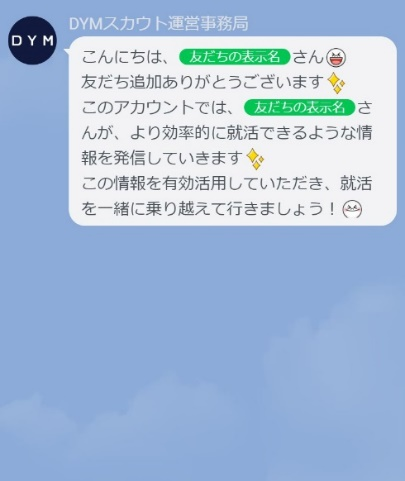 DYMスカウト運営事務局
DYM
こんにちは、友だちの表示名さん
友だち追加ありがとうございます
このアカウントでは、友だちの表示名さ
んが、より効率的に就活できるような情
報を発信していきます
この情報を有効活用していただき、就活
を一緒に乗り越えて行きましょう！